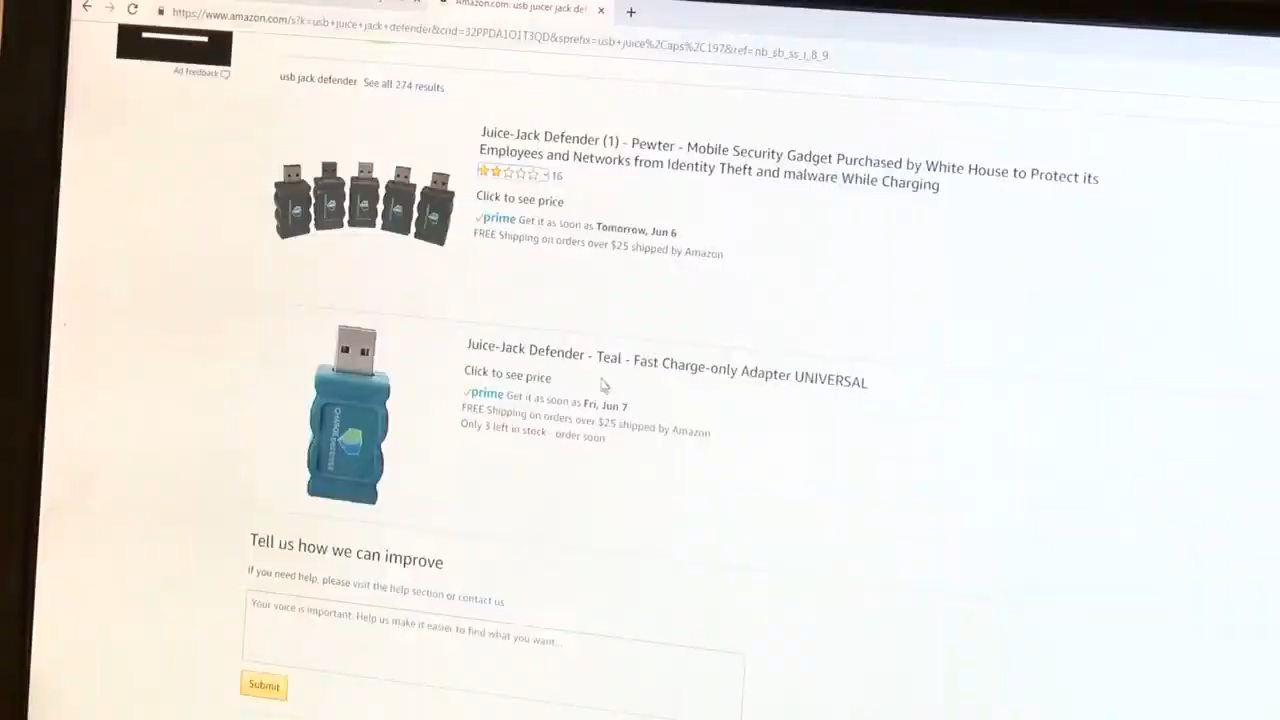 Amazon.com: usb juicer jack de
https://www.amazon.com/s?k=usb+juice+jack+defender&crid=32PPDA1O1T3QD&sprefix=usb+juice%2Caps%2C197&ref=nb_sb_ss_i_8_9
Ad feedback
usb jack defender. See all 274 results
Juice-Jack Defender (1) - Pewter - Mobile Security Gadget Purchased by White House to Protect its
Employees and Networks from Identity Theft and malware While Charging
16
Click to see price
prime Get it as soon as Tomorrow, Jun 6
FREE Shipping on orders over $25 shipped by Amazon
Juice-Jack Defender - Teal - Fast Charge-only Adapter UNIVERSAL
Click to see price
prime Get it as soon as Fri, Jun 7
FREE Shipping on orders over $25 shipped by Amazon
Only 3 left in stock - order soon
CHARGE DEFENSE
Tell us how we can improve
If you need help, please visit the help section or contact us
Your voice is important. Help us make it easier to find what you want...
Submit